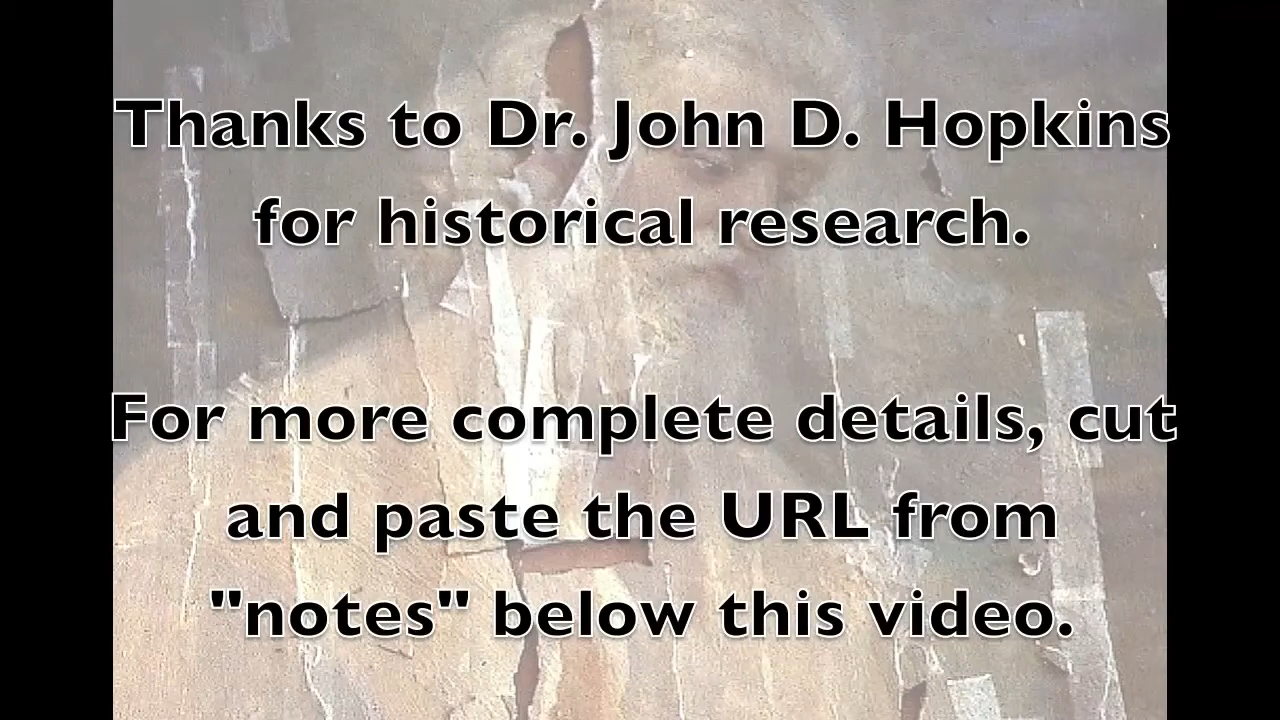 Thanks to Dr. John D. Hopkins
for historical research.
For more complete details, cut
and paste the URL from
"notes" below this video.